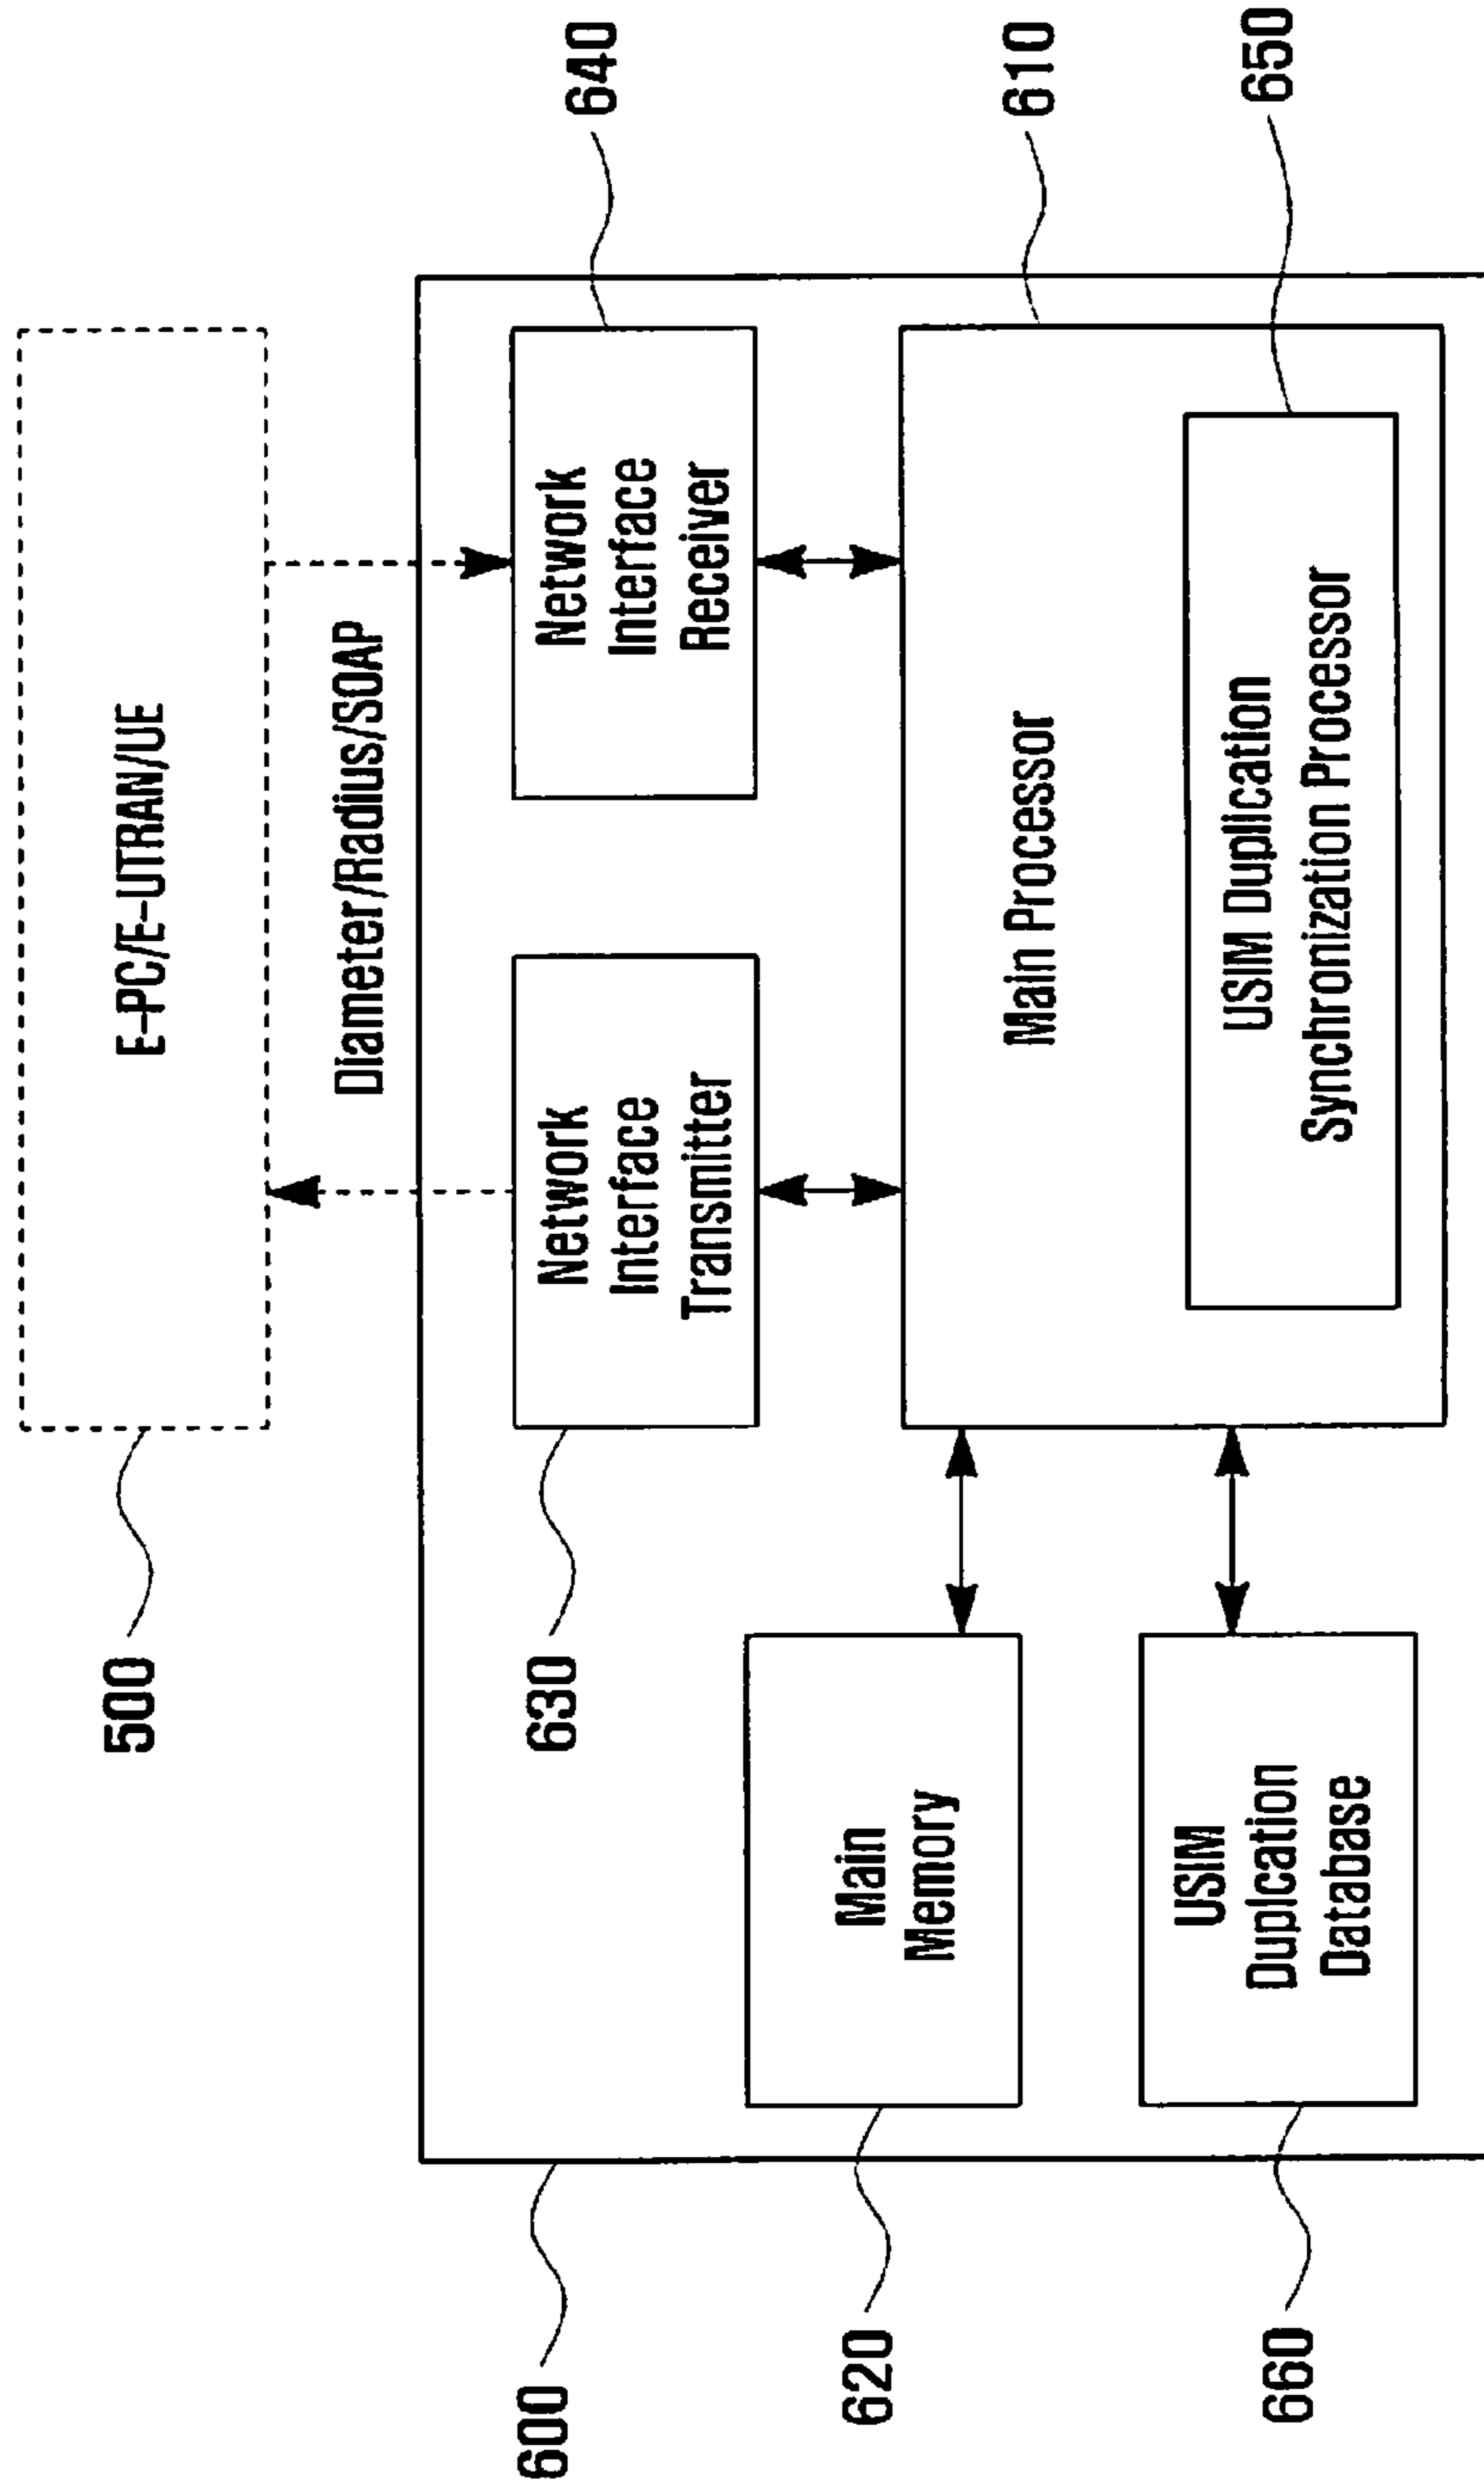 500
E-PC/E-UTRAN/UE
Diameter/Radius/SOAP
600
630
Network
Interface
Transmitter
Network
Interface
Receiver
640
620
Main
Memory
Main Processor
610
660
USIM
Duplcation
Database
USIM Duplication
Synchronization Processor
650